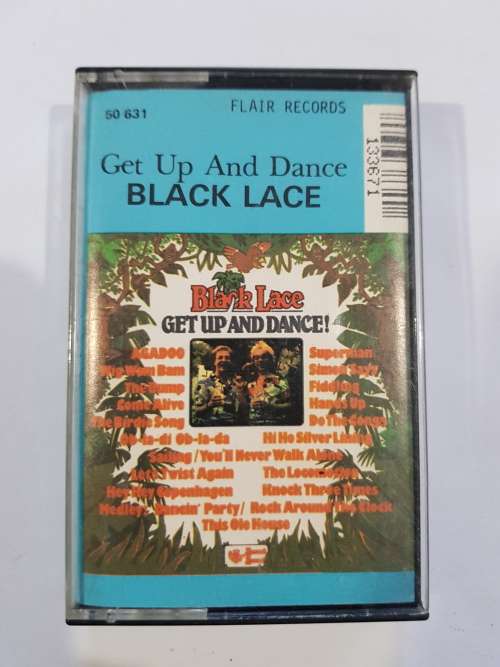 50 631
FLAIR RECORDS
133671
Get Up And Dance
BLACK LACE
Black Lace
GET UP AND DANCE!
AGADOO
Superman
Wig Wam Bam
Simon Says
The Hump
Fiddling
Come Alive
Hands Up
The Birdie Song
Do The Conga
Ob-la-di Ob-la-da
Hi Ho Silver Lining
Sailing/You'll Never Walk Alone
Let's Twist Again
The Locomotion
Hey Hey Copenhagen
Knock Three Times
Medley: Dancin' Party/ Rock Around The Clock
This Ole House